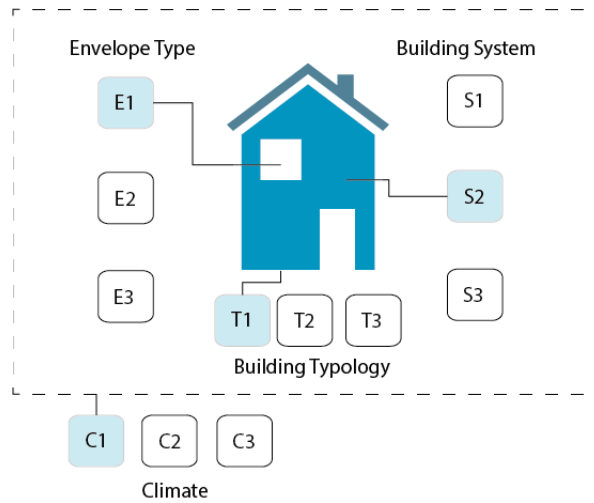 Envelope Type
Building System
E1
S1
E2
S2
E3
S3
T1 T2 T3
Building Typology
C1 C2 C3
Climate